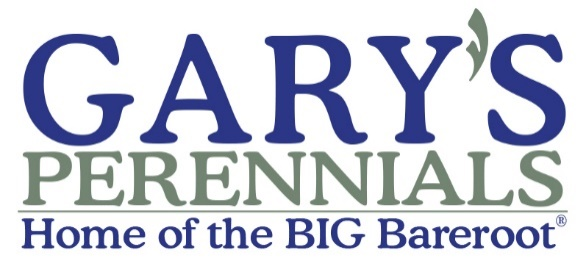 GARY'S
PERENNIALS
Home of the BIG Bareroot®